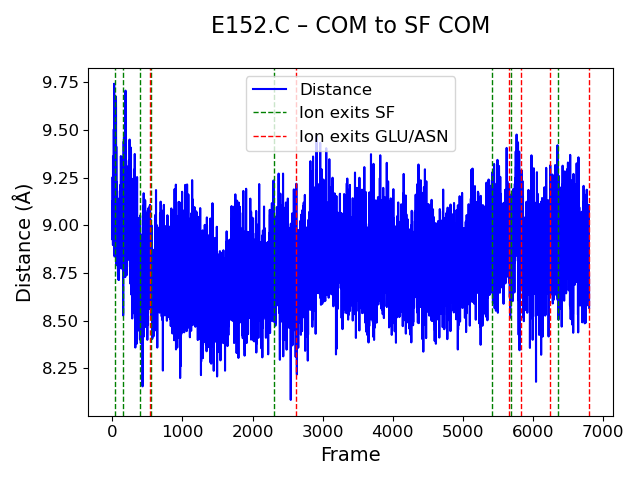 E152.C – COM to SF COM
Distance
Ion exits SF
Ion exits GLU/ASN
Distance (Å)
9.75
9.50
9.25
9.00
8.75
8.50
8.25
0 1000 2000 3000 4000 5000 6000 7000
Frame